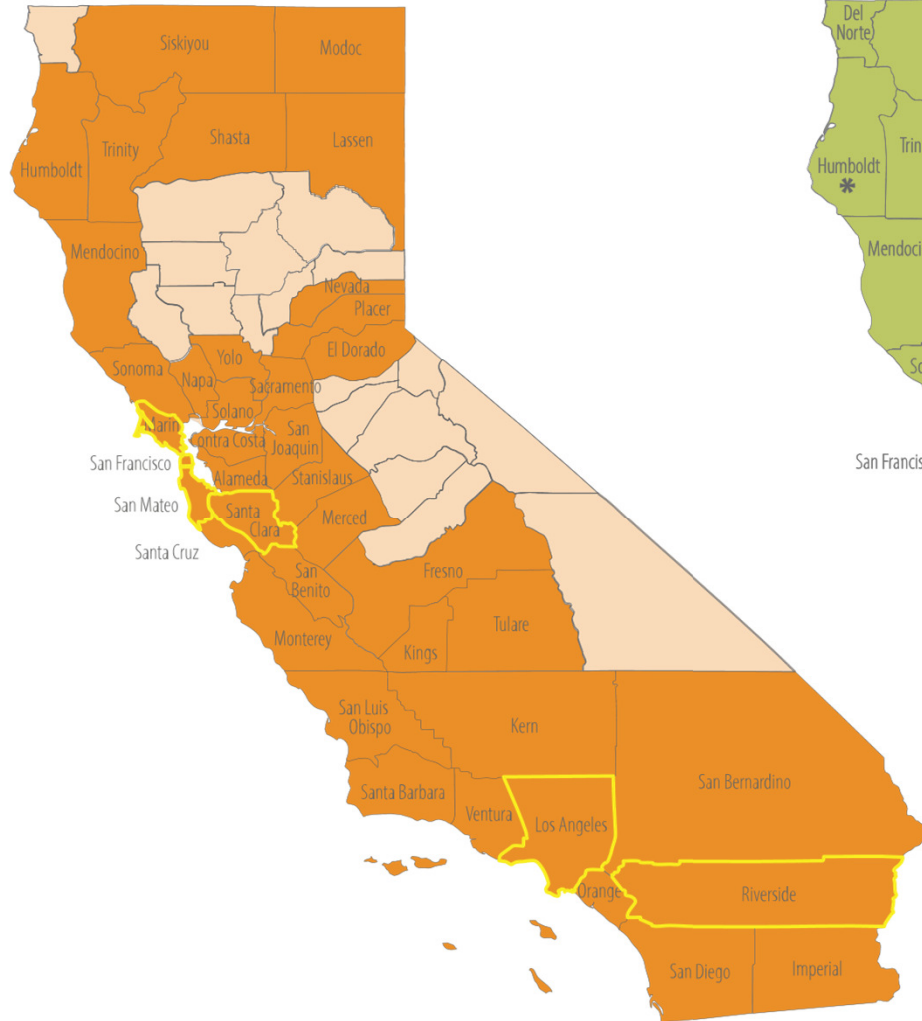 Siskiyou
Modoc
Humboldt
Trinity
Shasta
Lassen
Mendocino
Nevada
Placer
El Dorado
Sonoma
Napa
Yolo
Sacramento
Solano
Marin
Contra Costa
San
Joaquin
San Francisco
Alameda
Stanislaus
San Mateo
Santa
Clara
Merced
Santa Cruz
San
Benito
Fresno
Monterey
Kings
Tulare
San Luis
Obispo
Kern
San Bernardino
Santa Barbara
Ventura
Los Angeles
Orange
Riverside
San Diego
Imperial
Del
Norte
Trin
Humboldt
*
Mendoci
So
San Francis